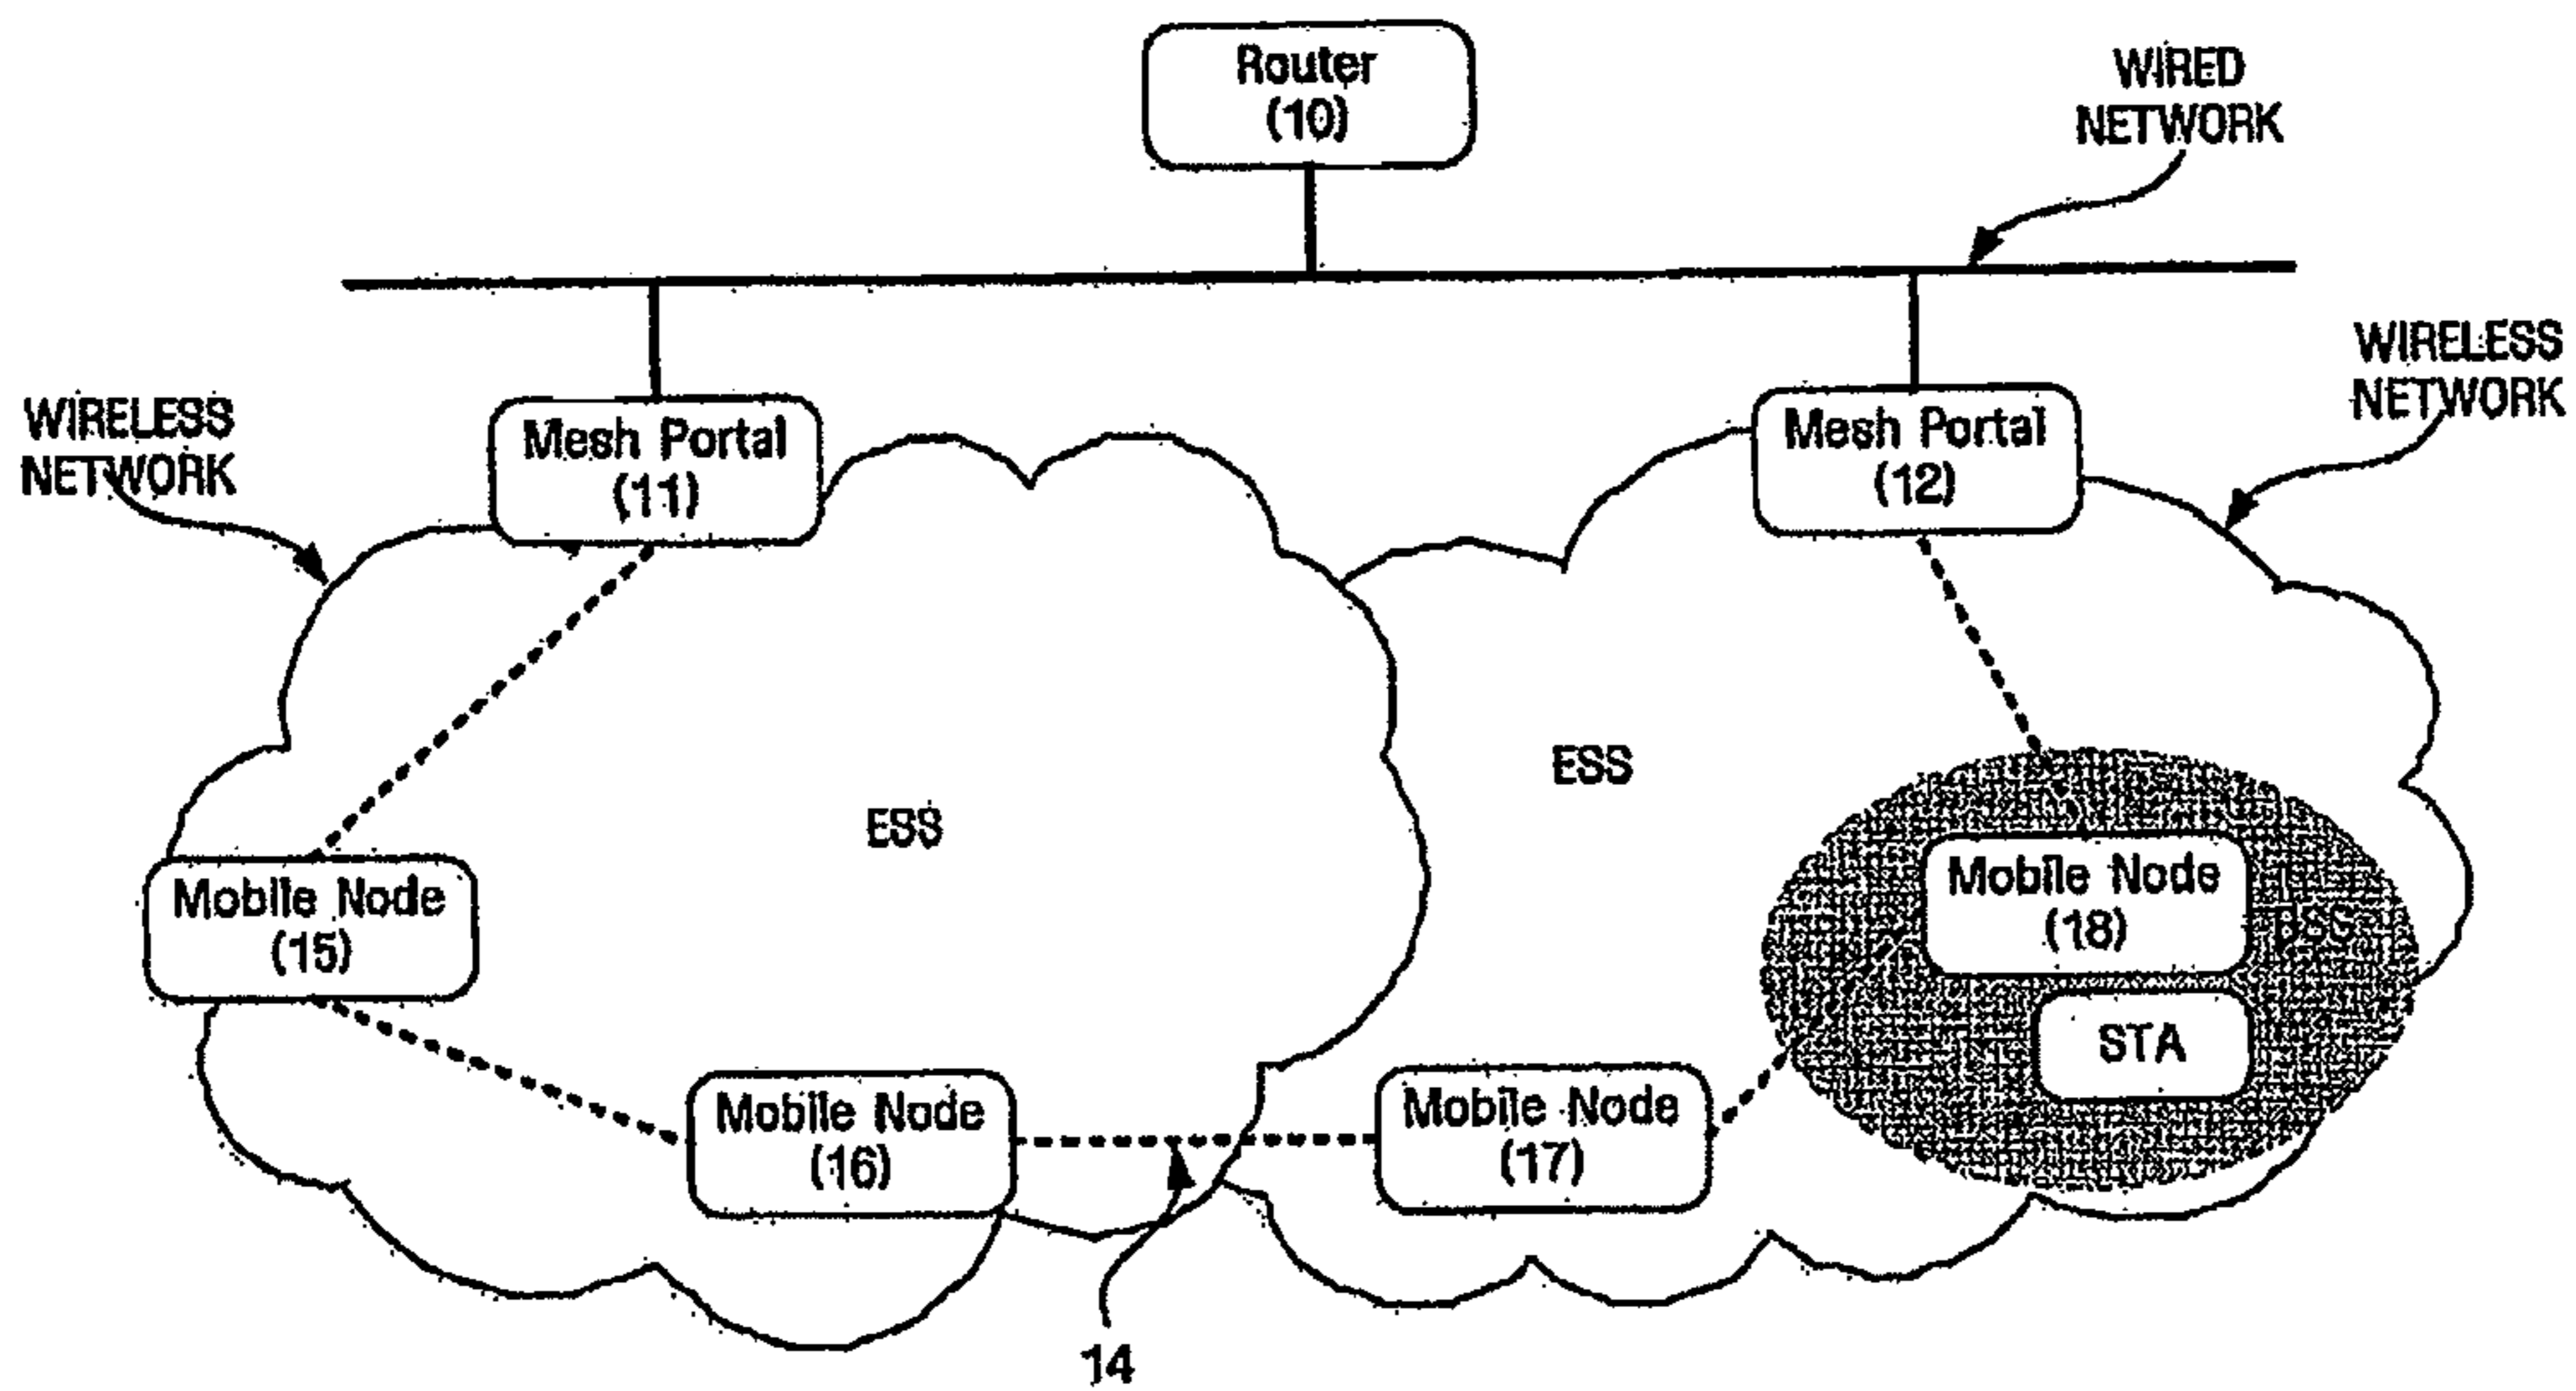 Router
(10)
WIRED
NETWORK
WIRELESS
NETWORK
WIRELESS
NETWORK
Mesh Portal
(11)
Mesh Portal
(12)
ESS
ESS
Mobile Node
(15)
Mobile Node
(18)
BSS
STA
Mobile Node
(16)
Mobile Node
(17)
14